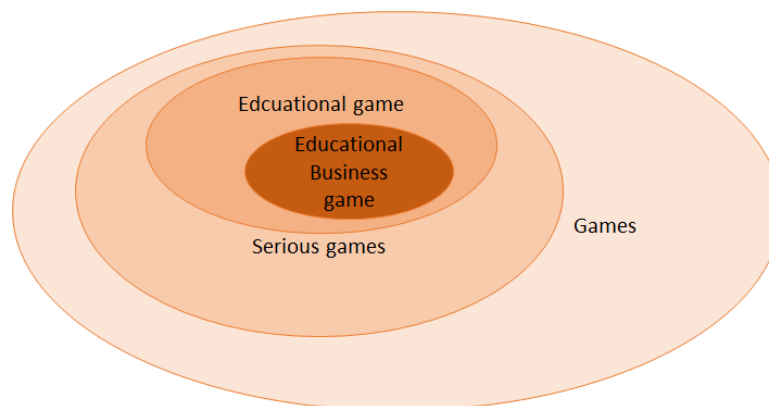 Edcuational game
Educational
Business
game
Serious games
Games